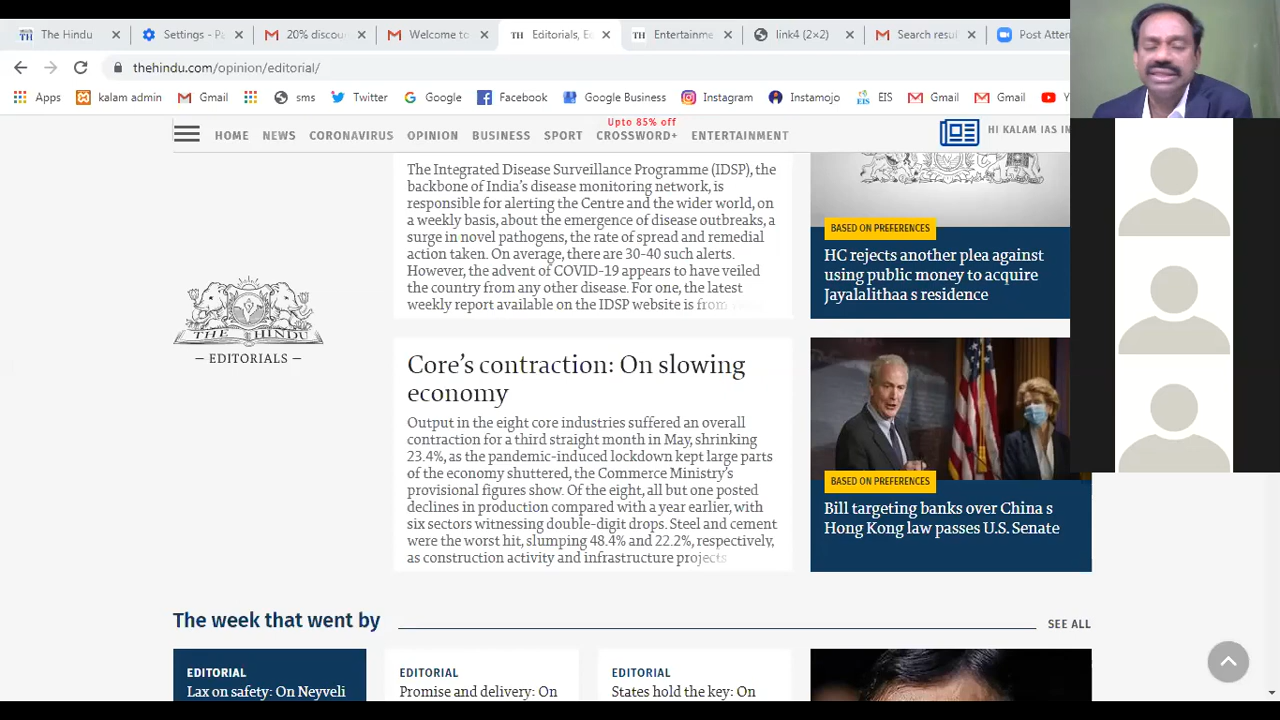 The Hindu
Settings - Pa
20% discou
Welcome to
TH
Editorials, E
TH
Entertainme
link4 (2×2)
Search resul
Post Atten
thehindu.com/opinion/editorial/
Apps
kalam admin
Gmail
sms
Twitter
Google
Facebook
Google Business
Instagram
Instamojo
EIS
Gmail
Gmail
Upto 85% off
HOME NEWS CORONAVIRUS OPINION BUSINESS SPORT CROSSWORD+ ENTERTAINMENT
HI KALAM IAS IN
The Integrated Disease Surveillance Programme (IDSP), the
backbone of India's disease monitoring network, is
responsible for alerting the Centre and the wider world, on
a weekly basis, about the emergence of disease outbreaks, a
surge in novel pathogens, the rate of spread and remedial
action taken. On average, there are 30-40 such alerts.
However, the advent of COVID-19 appears to have veiled
the country from any other disease. For one, the latest
weekly report available on the IDSP website is from
BASED ON PREFERENCES
HC rejects another plea against
using public money to acquire
Jayalalithaa s residence
THE HINDU
— EDITORIALS —
Core's contraction: On slowing
economy
Output in the eight core industries suffered an overall
contraction for a third straight month in May, shrinking
23.4%, as the pandemic-induced lockdown kept large parts
of the economy shuttered, the Commerce Ministry's
provisional figures show. Of the eight, all but one posted
declines in production compared with a year earlier, with
six sectors witnessing double-digit drops. Steel and cement
were the worst hit, slumping 48.4% and 22.2%, respectively,
as construction activity and infrastructure projects
BASED ON PREFERENCES
Bill targeting banks over China s
Hong Kong law passes U.S. Senate
The week that went by
SEE ALL
EDITORIAL
Lax on safety: On Neyveli
EDITORIAL
Promise and delivery: On
EDITORIAL
States hold the key: On